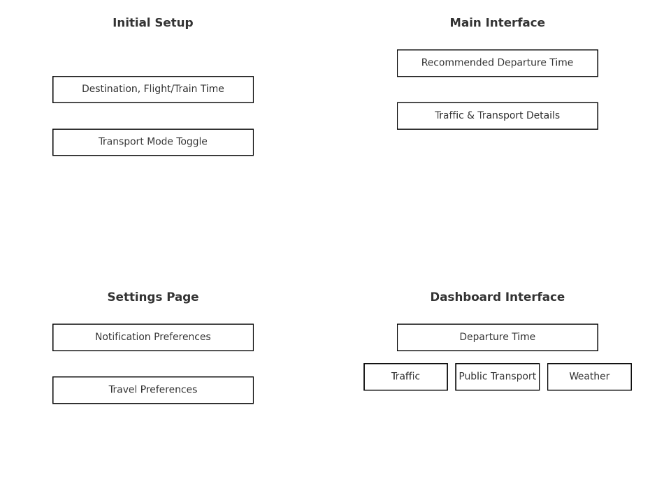 Initial Setup
Destination, Flight/Train Time
Transport Mode Toggle
Main Interface
Recommended Departure Time
Traffic & Transport Details
Settings Page
Notification Preferences
Travel Preferences
Dashboard Interface
Departure Time
Traffic
Public Transport
Weather